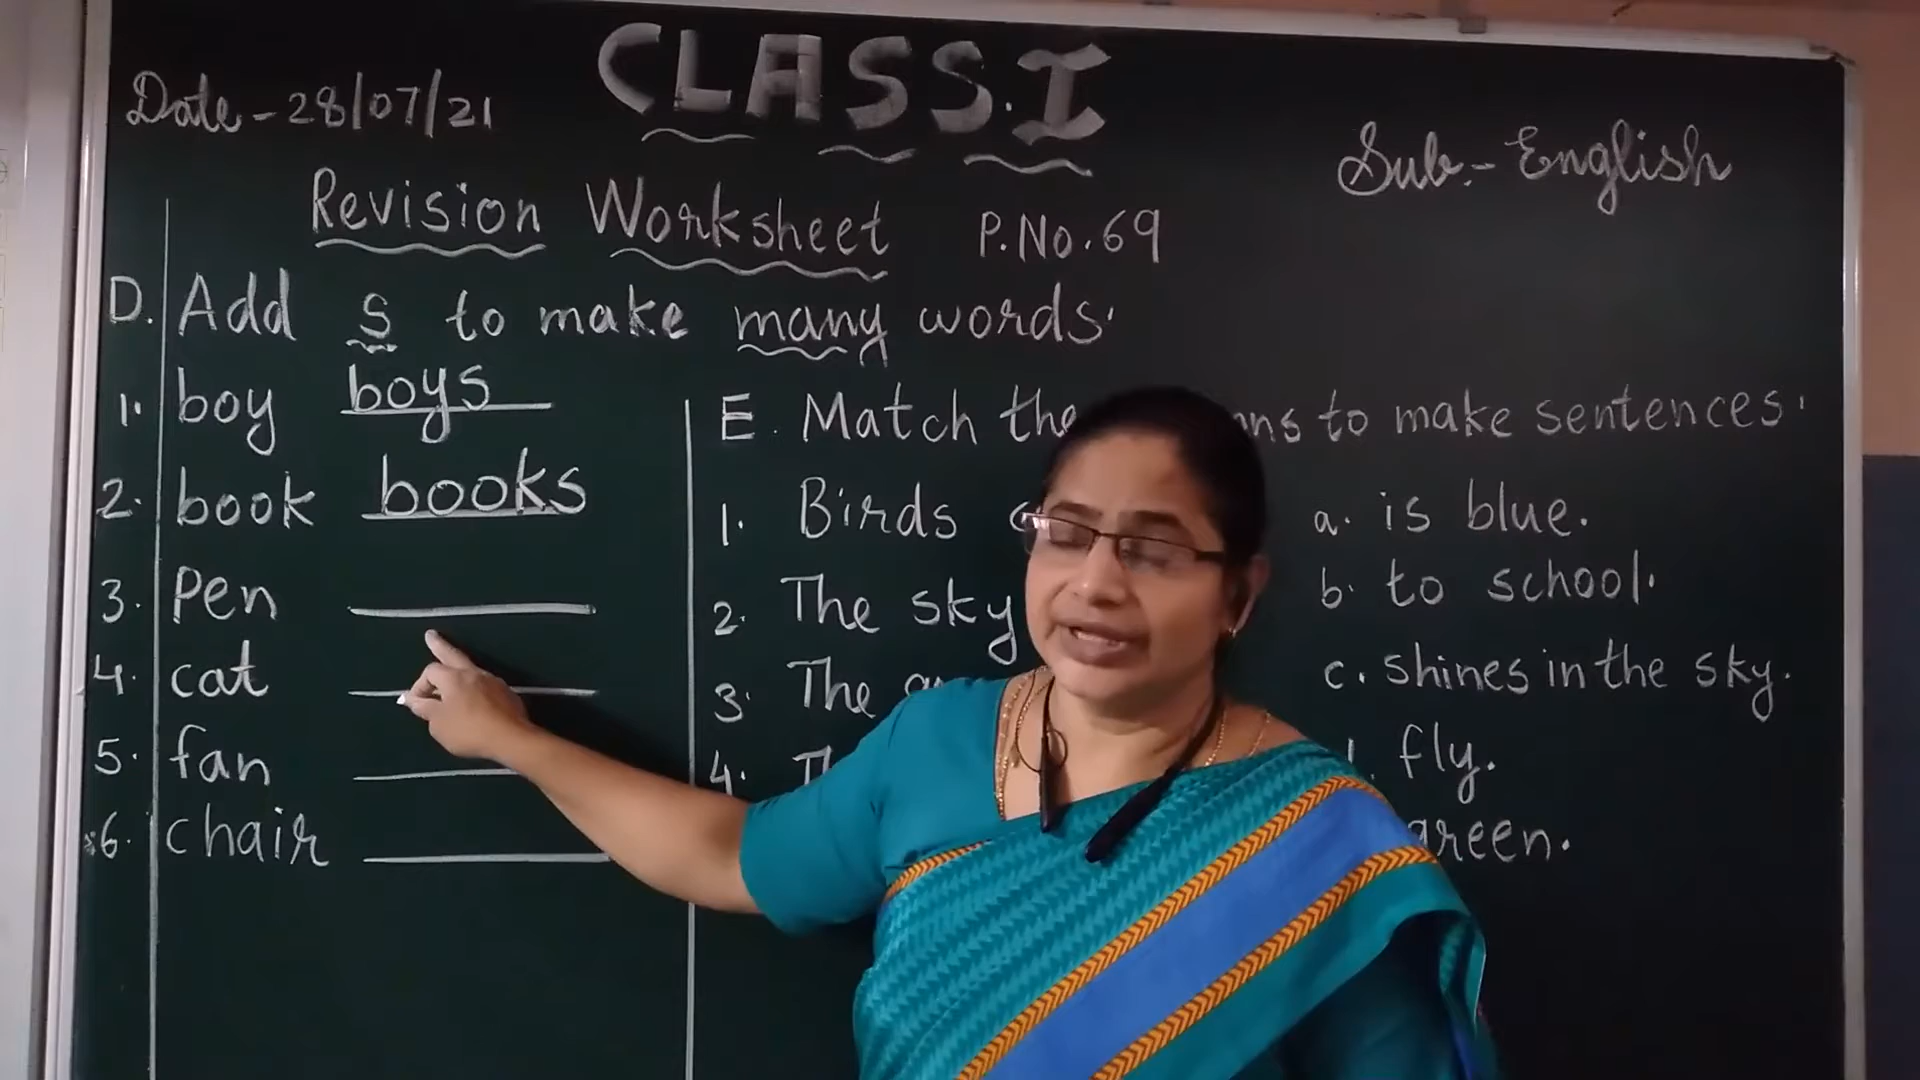 CLASS.I
Date-28/07/21
Sub.-English
Revision Worksheet P.No.69
D. Add s to make many words.
1. boy boys
2. book books
3. Pen
4. cat
5. fan
6. chair
E. Match the to make sentences.
1. Birds
2. The sky
3. The
4.
a. is blue.
b. to school.
c. shines in the sky.
fly.
green.